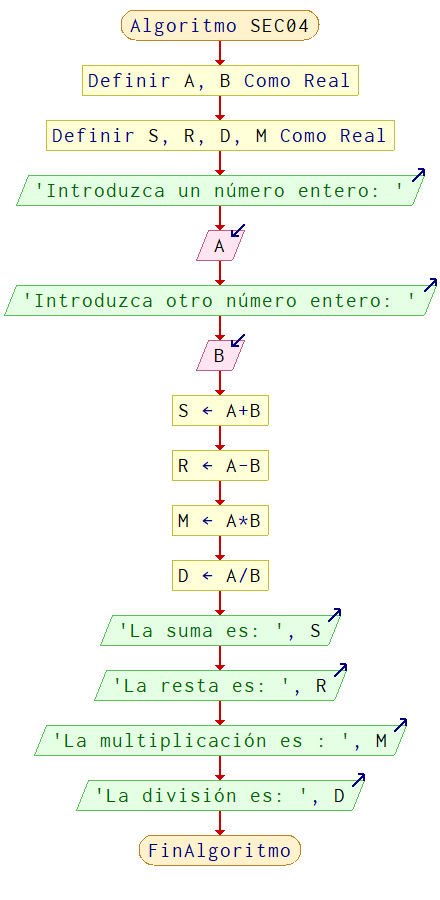 Algoritmo SEC04
Definir A, B Como Real
Definir S, R, D, M Como Real
'Introduzca un número entero: '
A
'Introduzca otro número entero: '
B
S ← A+B
R ← A-B
M ← A*B
D ← A/B
'La suma es: ', S
'La resta es: ', R
'La multiplicación es : ', M
'La división es: ', D
FinAlgoritmo